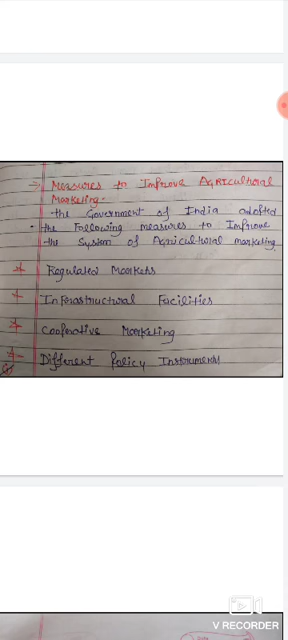 ⇒ Measures to Improve Agricultural
Marketing.
the Government of India adopted
the Following measures to Improve
the System of Agricultural marketing
* Regulated Markets
* Infrastructural Facilities
* Cooperative Marketing
* Different Policy Instruments
V RECORDER